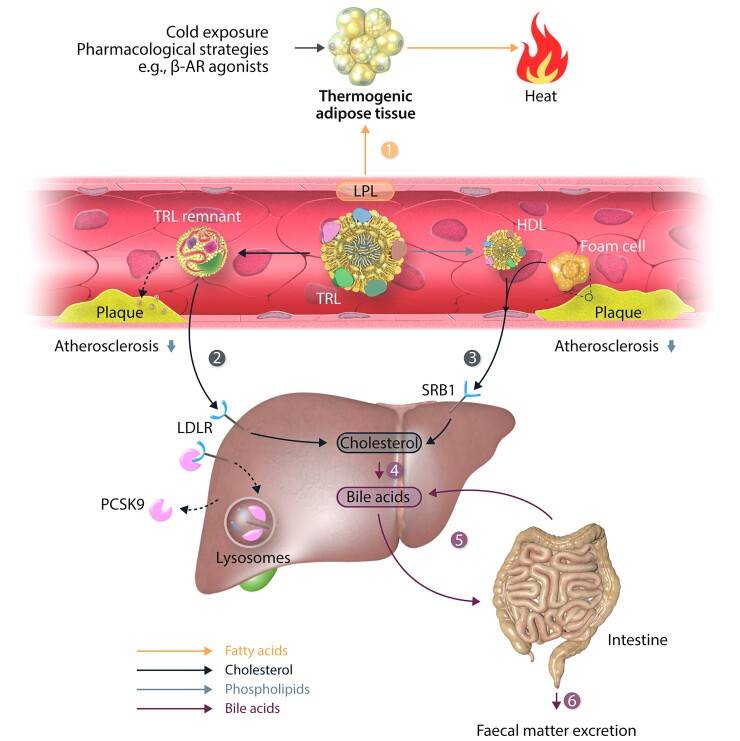 Cold exposure
Pharmacological strategies
e.g., β-AR agonists
Thermogenic
adipose tissue
Heat
1
LPL
TRL remnant
HDL
Foam cell
TRL
Plaque
Plaque
Atherosclerosis
Atherosclerosis
2
3
SRB1
LDLR
Cholesterol
4
PCSK9
Bile acids
5
Lysosomes
Intestine
Fatty acids
Cholesterol
Phospholipids
Bile acids
6
Faecal matter excretion